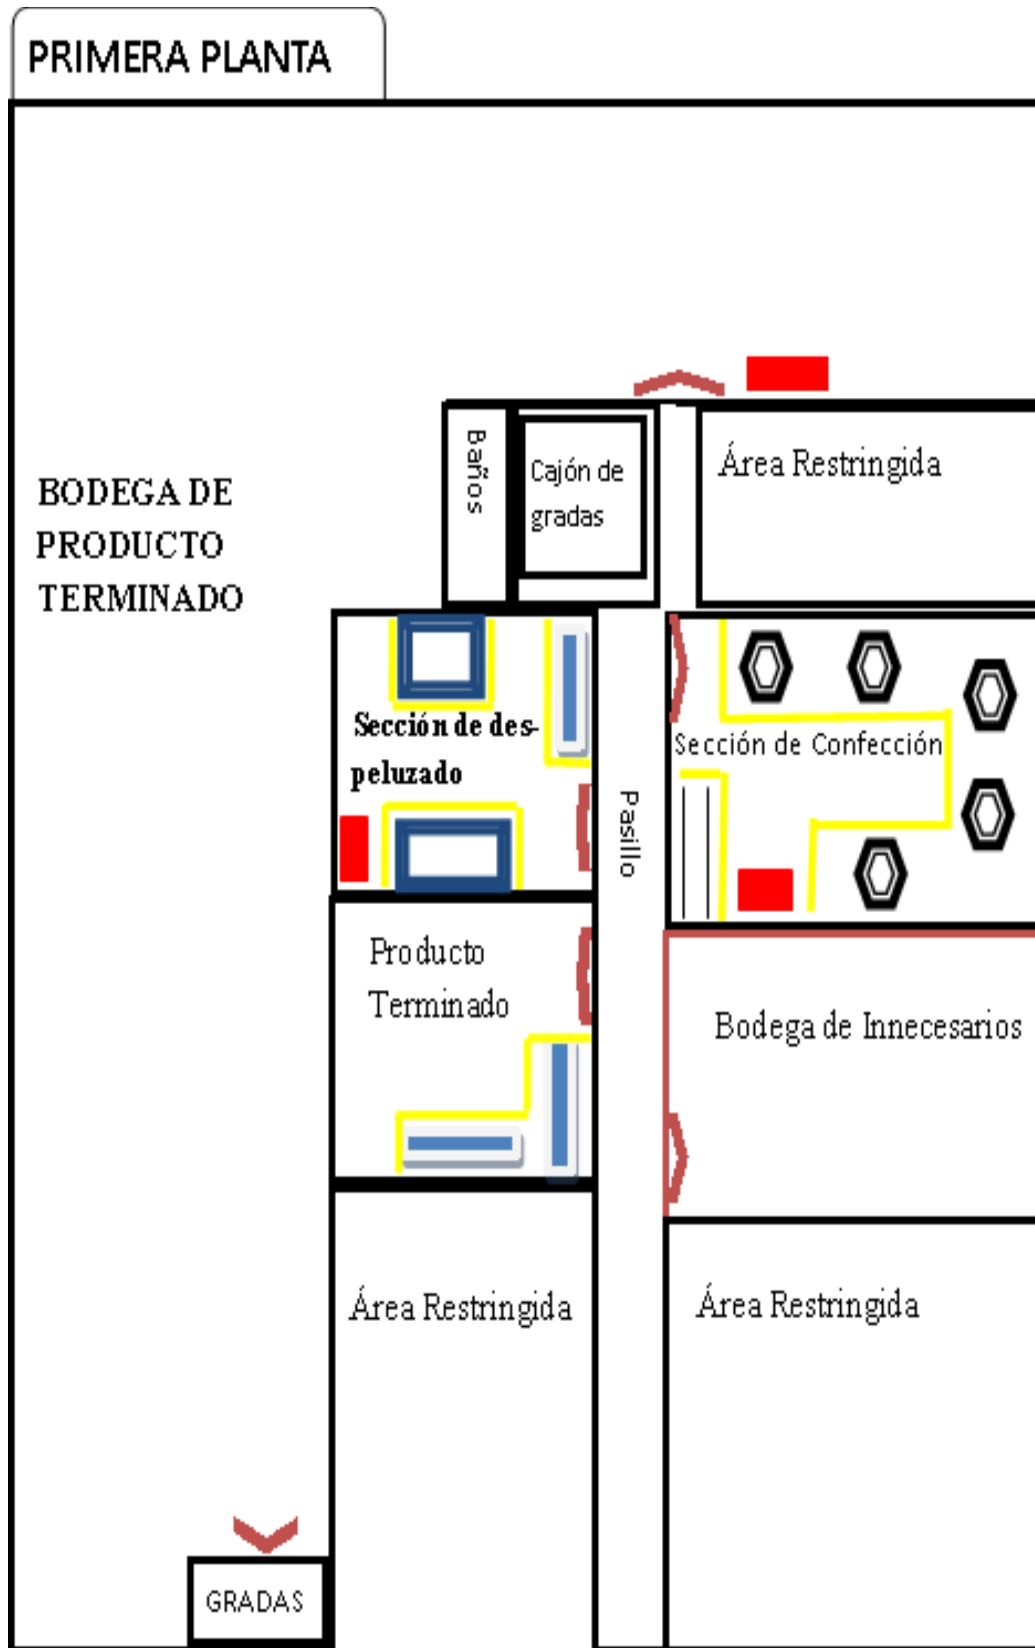 PRIMERA PLANTA
BODEGA DE
PRODUCTO
TERMINADO
Baños
Cajón de
gradas
Área Restringida
Sección de des-
peluzado
Pasillo
Sección de Confección
Producto
Terminado
Bodega de Innecesarios
Área Restringida
Área Restringida
GRADAS